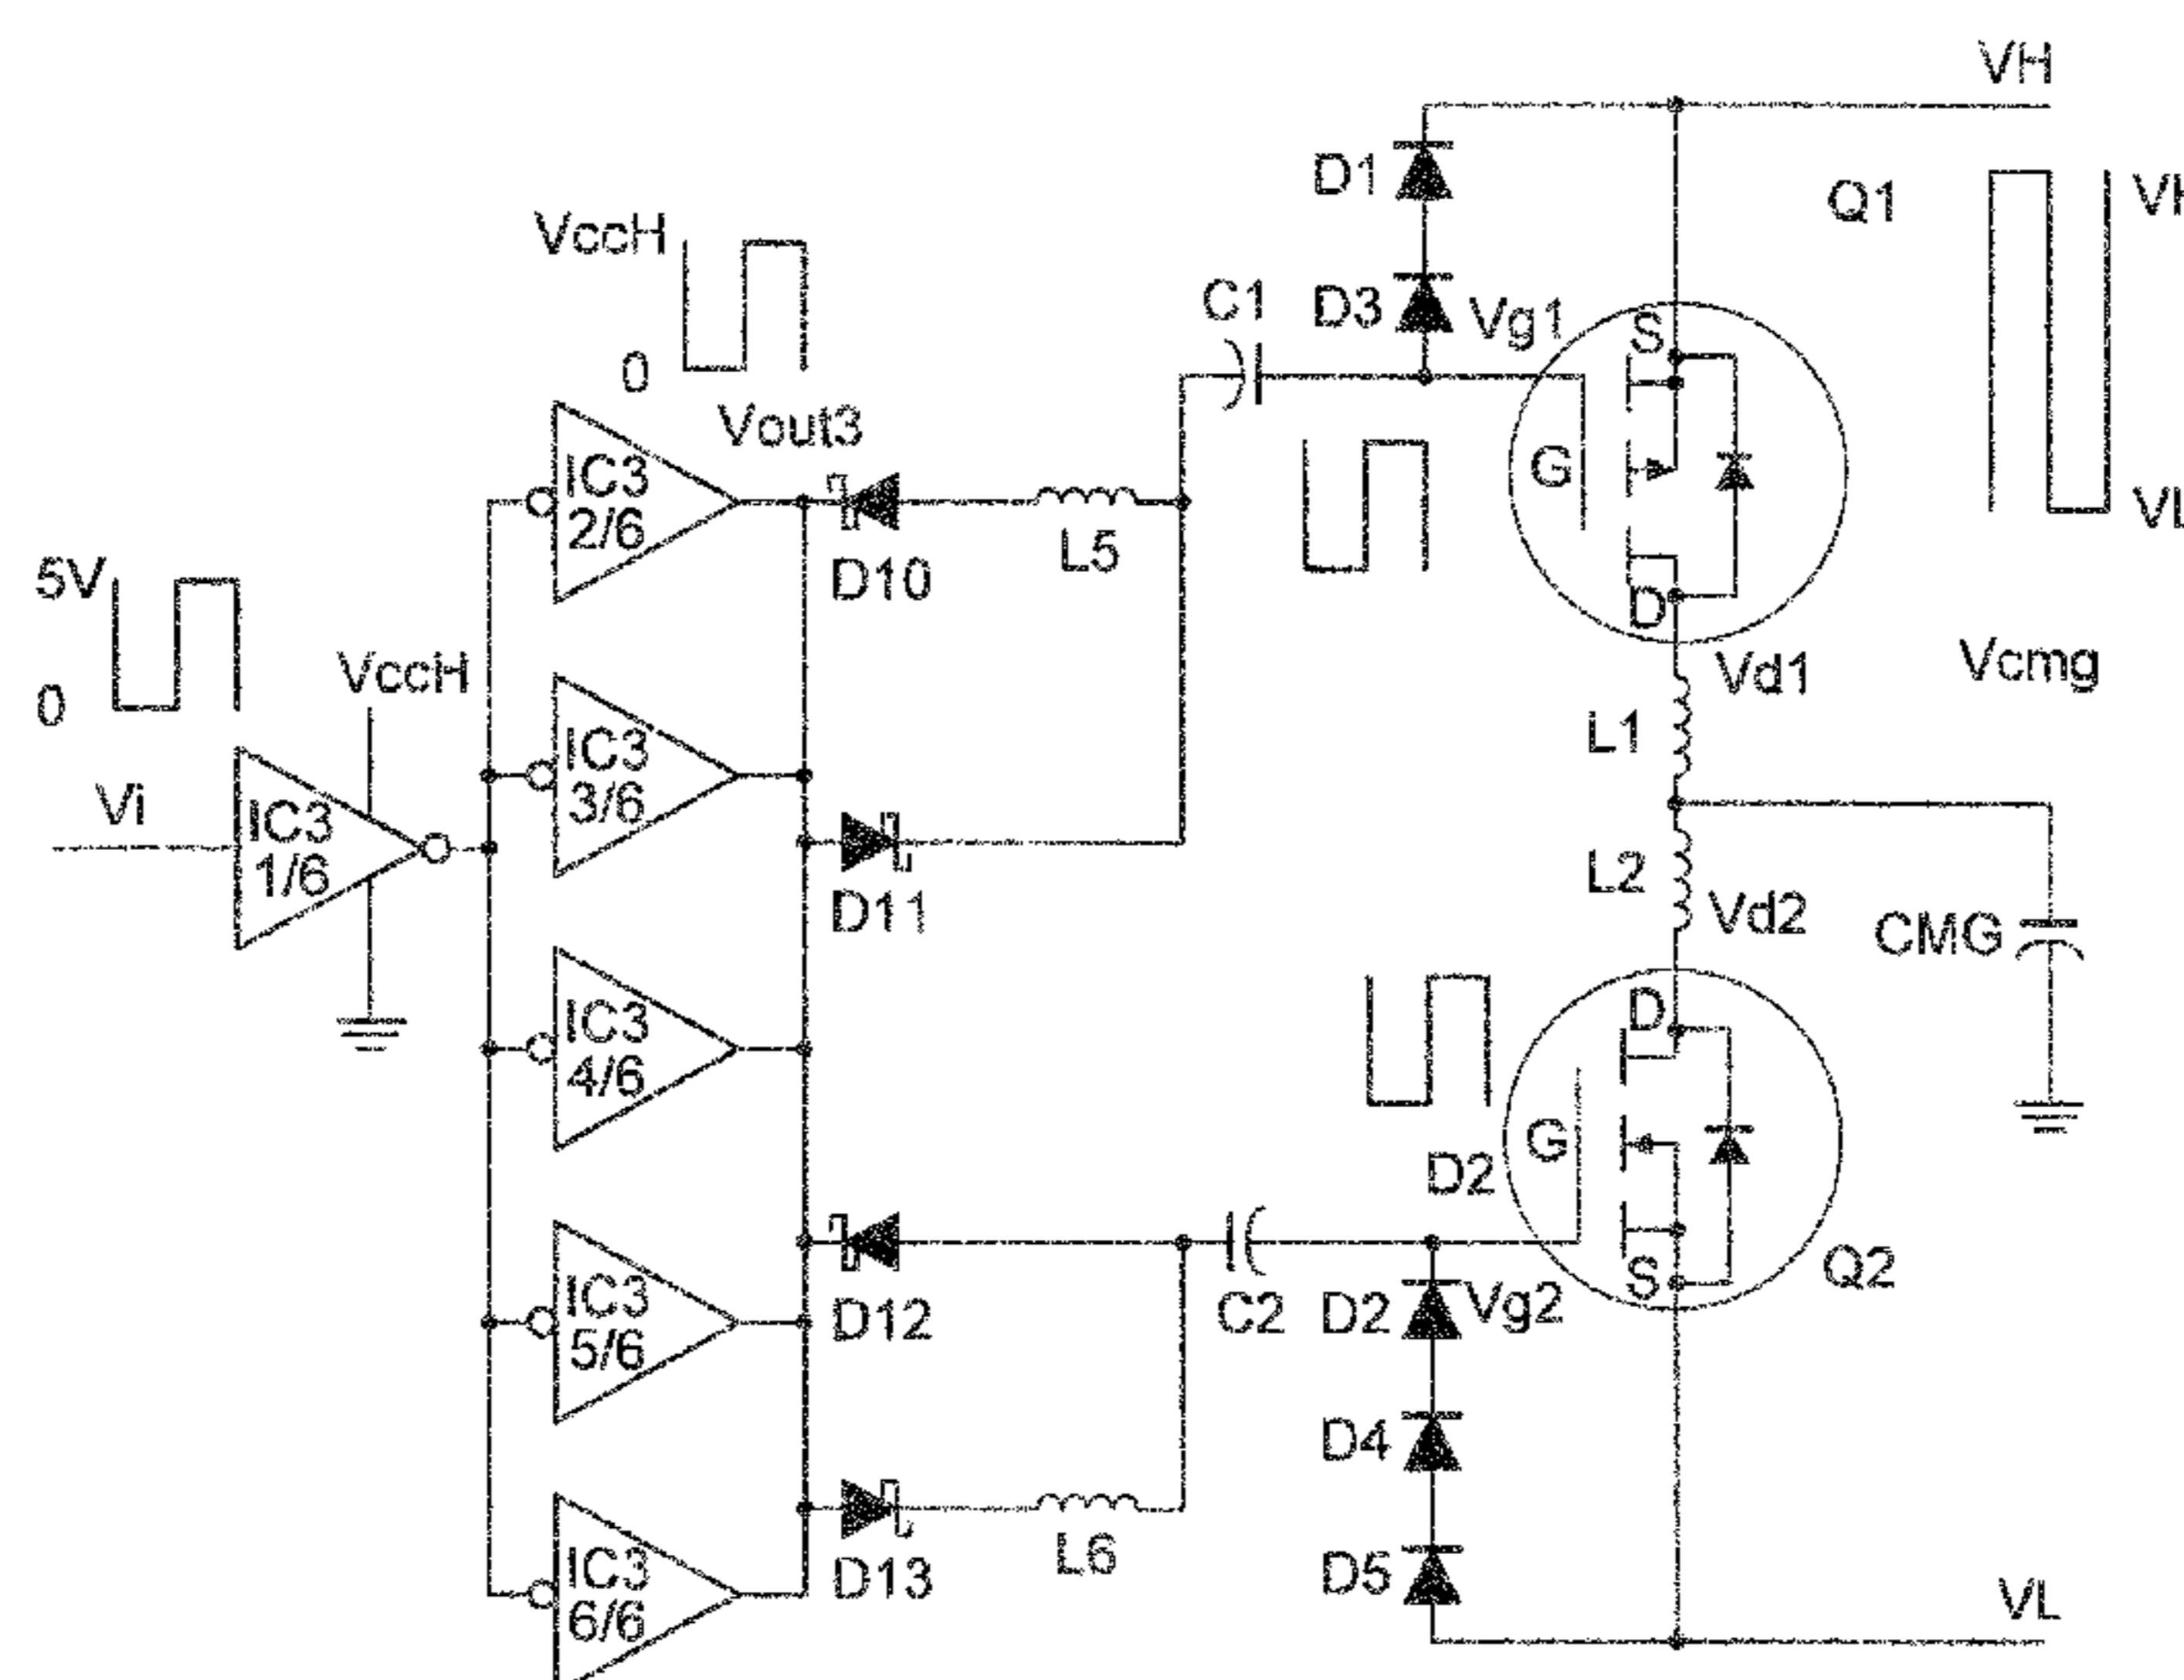 VH
D1
Q1
VH
VccH
C1
D3
Vg1
S
0
Vout3
IC3
2/6
G
VL
D10
L5
5V
D
VccH
Vd1
Vcmg
0
IC3
3/6
L1
Vi
IC3
1/6
L2
D11
Vd2
CMG
D
IC3
4/6
G
D2
S
Q2
IC3
5/6
D12
C2
D2
Vg2
D4
IC3
6/6
D13
L6
D5
VL